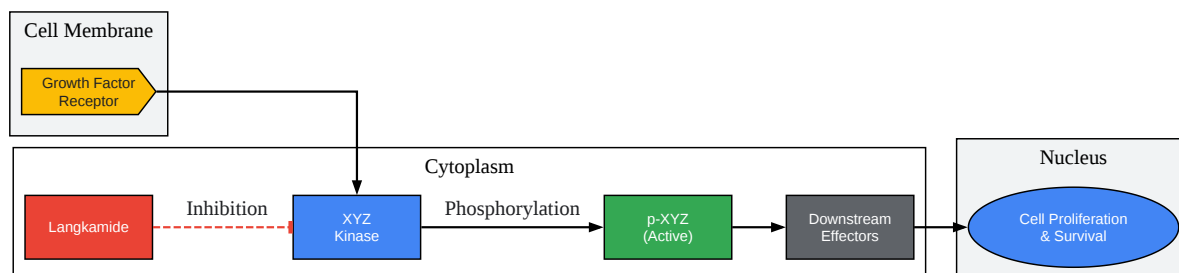 Cell Membrane
Growth Factor
Receptor
Cytoplasm
Nucleus
Langkamide
Inhibition
XYZ
Kinase
Phosphorylation
p-XYZ
(Active)
Downstream
Effectors
Cell Proliferation
& Survival